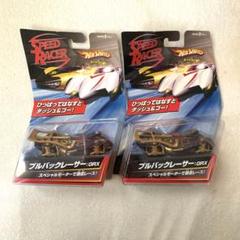 SPEED RACER
Hot Wheels
ひっぱってはなすと
ダッシュ&ゴー!
プルバックレーサー:GRX
スペシャルモーターで爆走レース!
SPEED RACER
Hot Wheels
ひっぱってはなすと
ダッシュ&ゴー!
プルバックレーサー:GRX
スペシャルモーターで爆走レース!